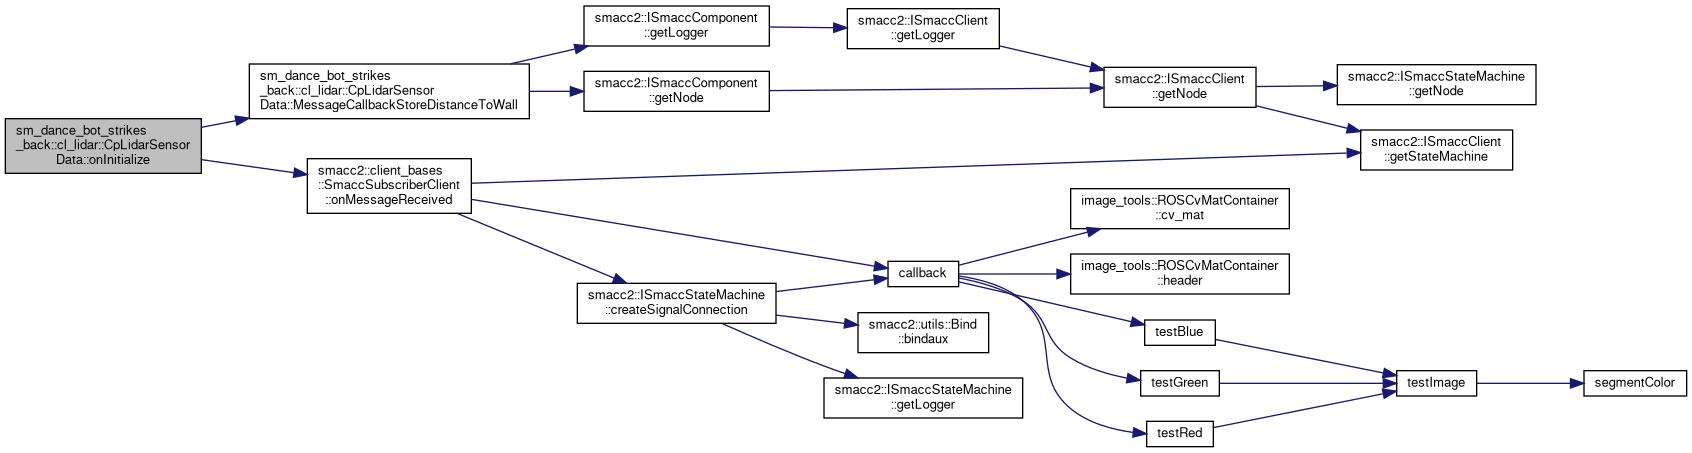 sm_dance_bot_strikes
_back::cl_lidar::CpLidarSensor
Data::onInitialize
sm_dance_bot_strikes
_back::cl_lidar::CpLidarSensor
Data::MessageCallbackStoreDistanceToWall
smacc2::ISmaccComponent
::getLogger
smacc2::ISmaccClient
::getLogger
smacc2::ISmaccComponent
::getNode
smacc2::ISmaccClient
::getNode
smacc2::ISmaccStateMachine
::getNode
smacc2::ISmaccClient
::getStateMachine
smacc2::client_bases
::SmaccSubscriberClient
::onMessageReceived
callback
image_tools::ROSCvMatContainer
::cv_mat
image_tools::ROSCvMatContainer
::header
smacc2::ISmaccStateMachine
::createSignalConnection
smacc2::utils::Bind
::bindaux
smacc2::ISmaccStateMachine
::getLogger
testBlue
testGreen
testRed
testImage
segmentColor